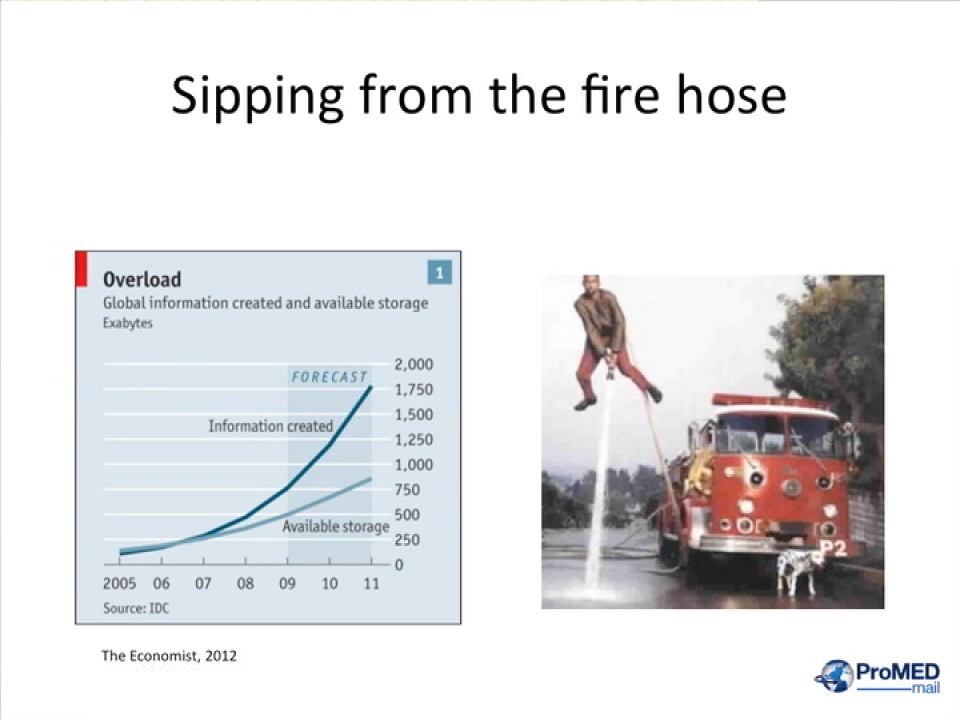 Sipping from the fire hose
Overload
1
Global information created and available storage
Exabytes
2,000
FORECAST
1,750
1,500
Information created
1,250
1,000
750
500
Available storage
250
0
2005 06 07 08 09 10 11
Source: IDC
The Economist, 2012
P2
ProMED
mail